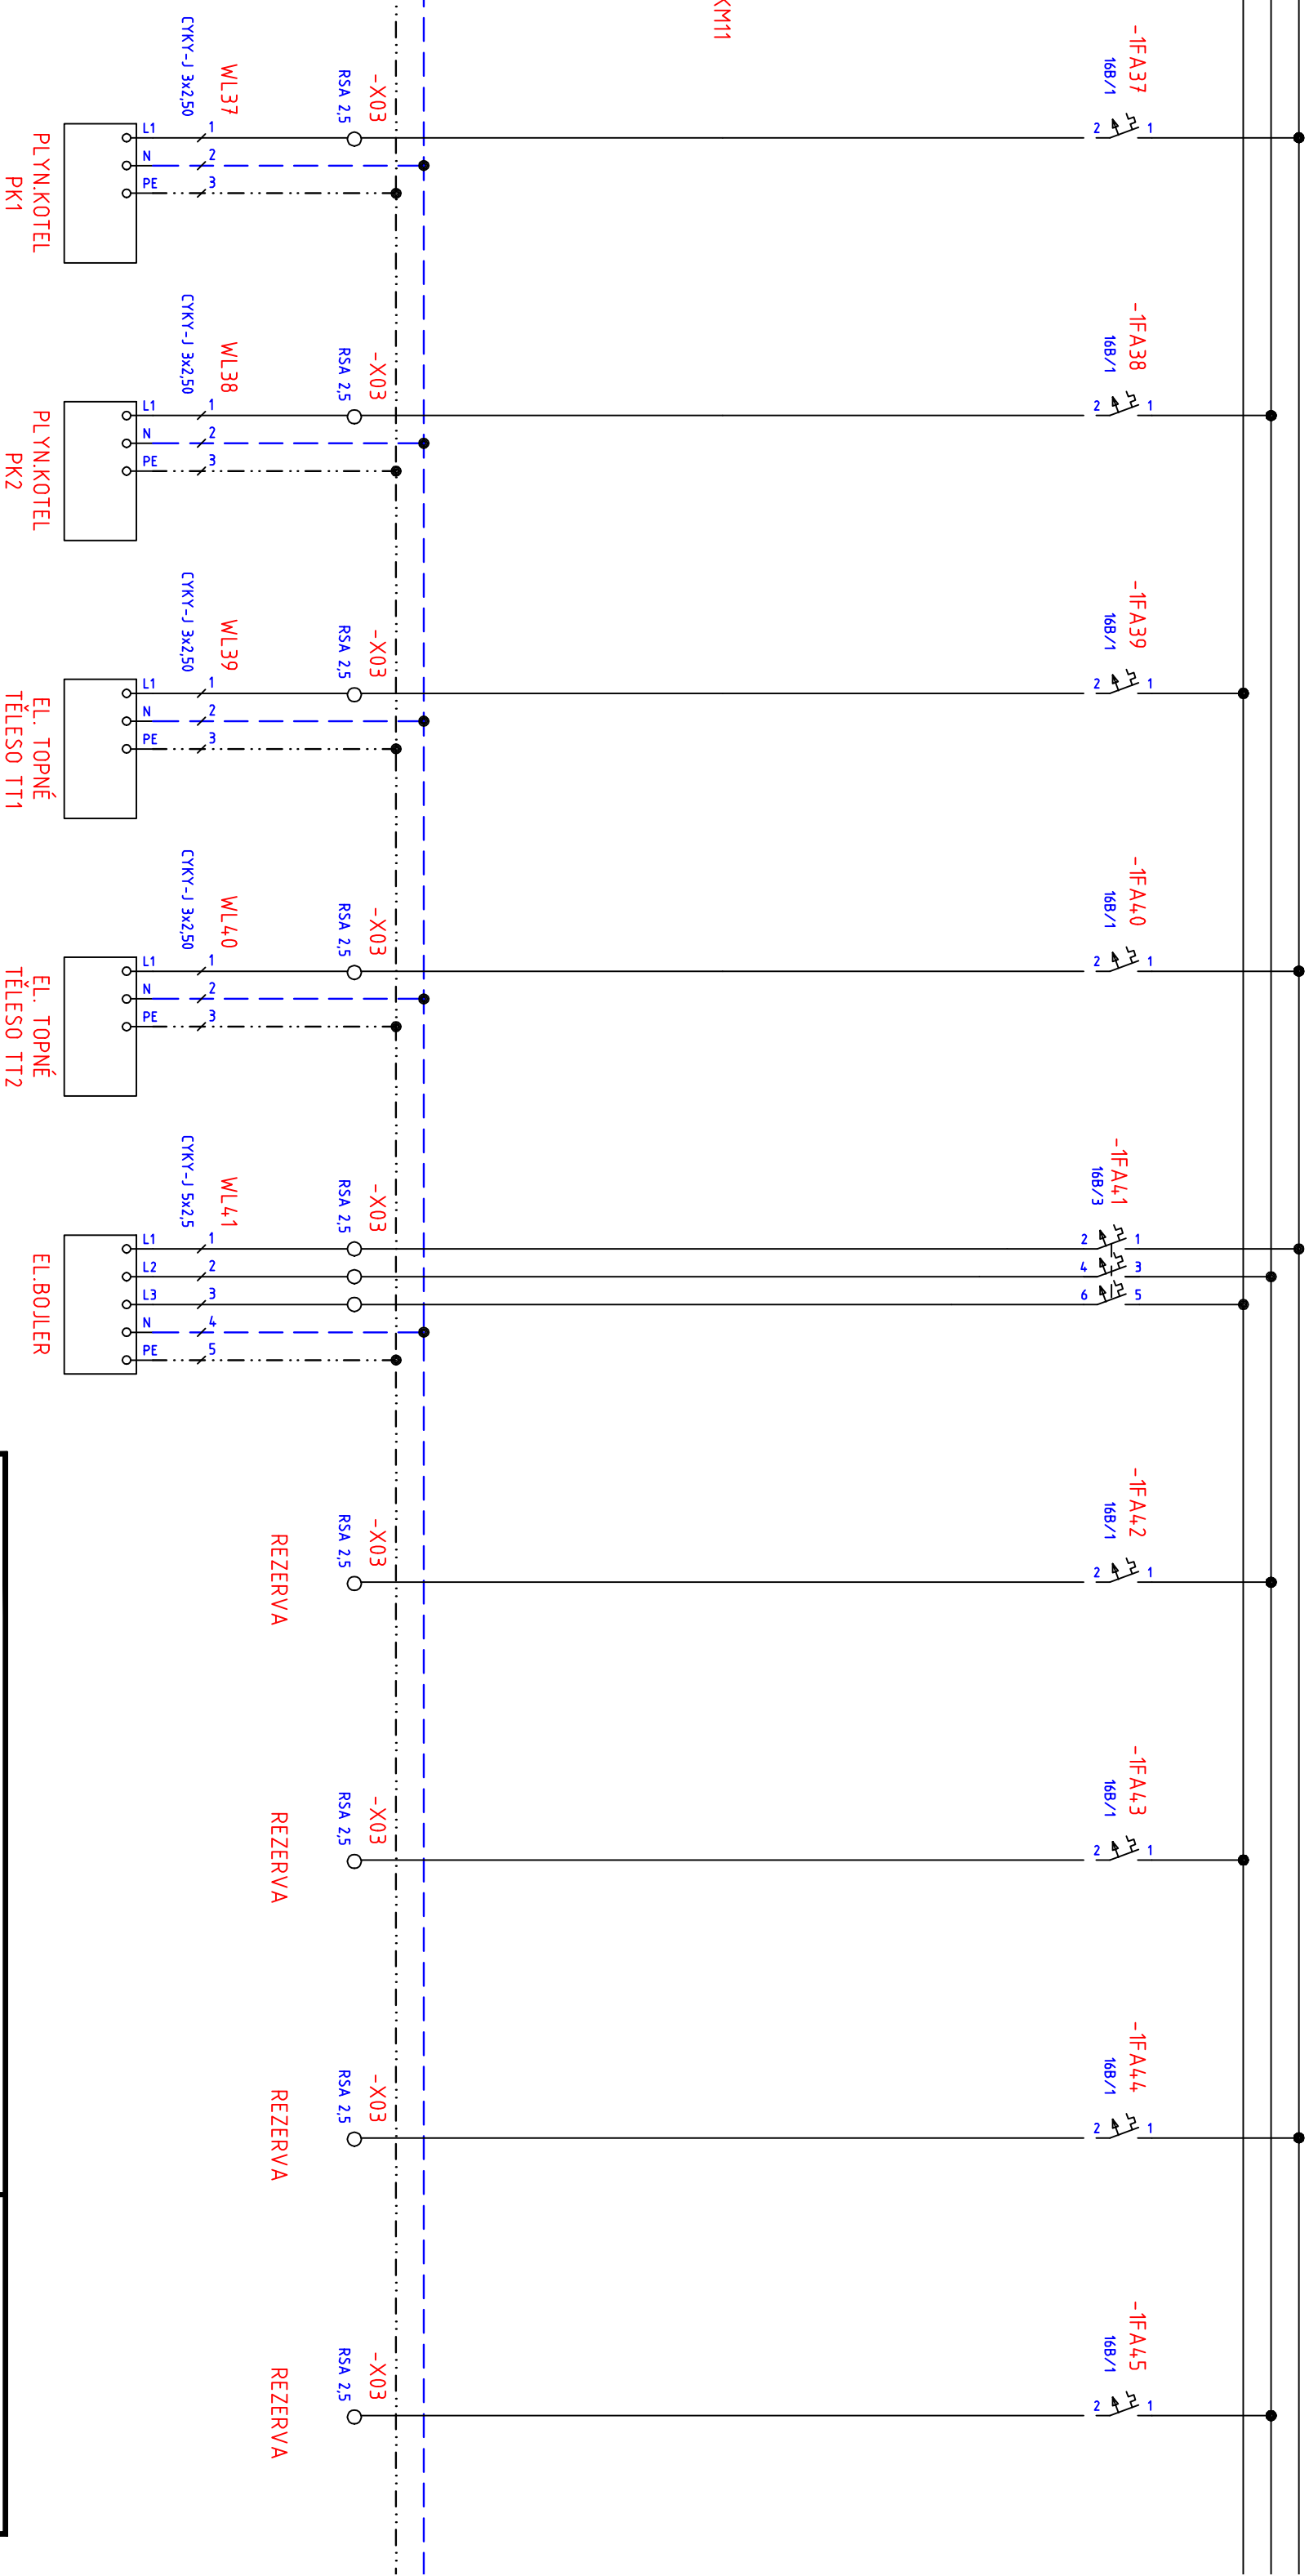 KM11
-1FA37
16B/1
1
2
-X03
RSA 2,5
WL37
CYKY-J 3x2,50
1
2
3
L1
N
PE
PLYN.KOTEL
PK1
-1FA38
16B/1
1
2
-X03
RSA 2,5
WL38
CYKY-J 3x2,50
1
2
3
L1
N
PE
PLYN.KOTEL
PK2
-1FA39
16B/1
1
2
-X03
RSA 2,5
WL39
CYKY-J 3x2,50
1
2
3
L1
N
PE
EL. TOPNÉ
TĚLESO TT1
-1FA40
16B/1
1
2
-X03
RSA 2,5
WL40
CYKY-J 3x2,50
1
2
3
L1
N
PE
EL. TOPNÉ
TĚLESO TT2
-1FA41
16B/3
1
2
3
4
5
6
-X03
RSA 2,5
WL41
CYKY-J 5x2,5
1
2
3
4
5
L1
L2
L3
N
PE
EL.BOJLER
-1FA42
16B/1
1
2
-X03
RSA 2,5
REZERVA
-1FA43
16B/1
1
2
-X03
RSA 2,5
REZERVA
-1FA44
16B/1
1
2
-X03
RSA 2,5
REZERVA
-1FA45
16B/1
1
2
-X03
RSA 2,5
REZERVA